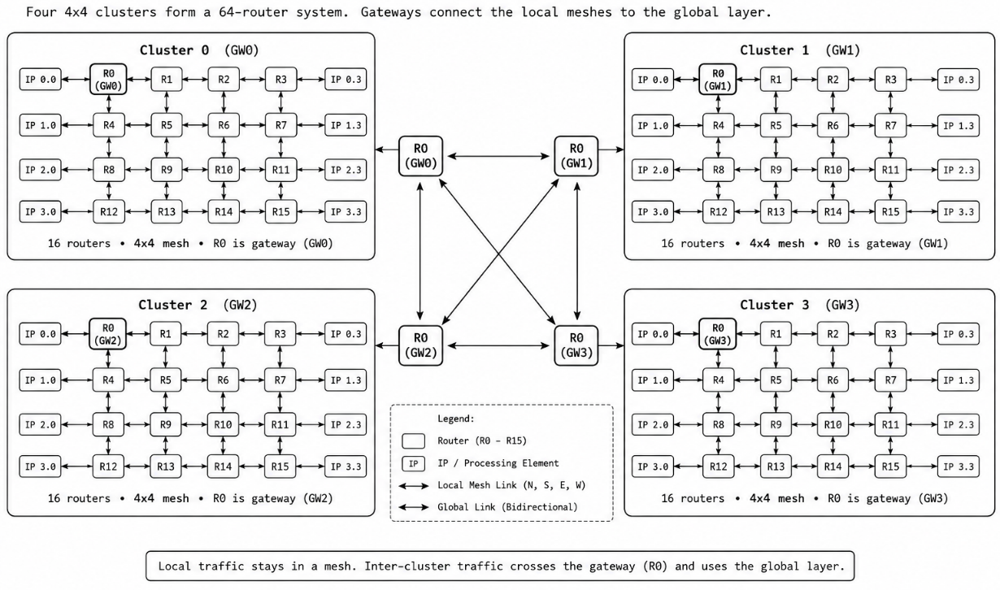 Four 4x4 clusters form a 64-router system. Gateways connect the local meshes to the global layer.
Cluster 0 (GW0)
IP 0.0 R0 (GW0) R1 R2 R3 IP 0.3
IP 1.0 R4 R5 R6 R7 IP 1.3
IP 2.0 R8 R9 R10 R11 IP 2.3
IP 3.0 R12 R13 R14 R15 IP 3.3
16 routers • 4x4 mesh • R0 is gateway (GW0)
Cluster 1 (GW1)
IP 0.0 R0 (GW1) R1 R2 R3 IP 0.3
IP 1.0 R4 R5 R6 R7 IP 1.3
IP 2.0 R8 R9 R10 R11 IP 2.3
IP 3.0 R12 R13 R14 R15 IP 3.3
16 routers • 4x4 mesh • R0 is gateway (GW1)
R0
(GW0)
R0
(GW1)
R0
(GW2)
R0
(GW3)
Cluster 2 (GW2)
IP 0.0 R0 (GW2) R1 R2 R3 IP 0.3
IP 1.0 R4 R5 R6 R7 IP 1.3
IP 2.0 R8 R9 R10 R11 IP 2.3
IP 3.0 R12 R13 R14 R15 IP 3.3
16 routers • 4x4 mesh • R0 is gateway (GW2)
Cluster 3 (GW3)
IP 0.0 R0 (GW3) R1 R2 R3 IP 0.3
IP 1.0 R4 R5 R6 R7 IP 1.3
IP 2.0 R8 R9 R10 R11 IP 2.3
IP 3.0 R12 R13 R14 R15 IP 3.3
16 routers • 4x4 mesh • R0 is gateway (GW3)
Legend:
Router (R0 – R15)
IP IP / Processing Element
Local Mesh Link (N, S, E, W)
Global Link (Bidirectional)
Local traffic stays in a mesh. Inter-cluster traffic crosses the gateway (R0) and uses the global layer.